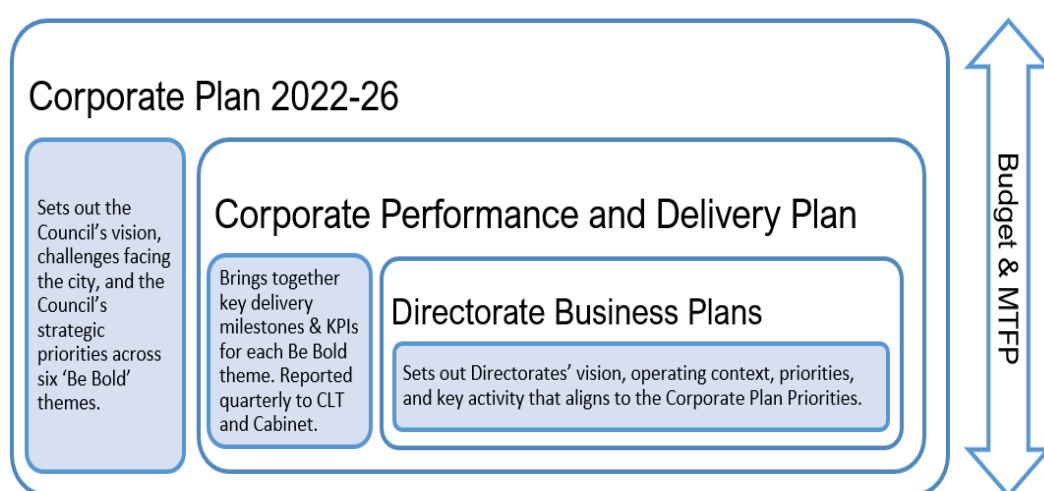 Corporate Plan 2022-26
Sets out the
Council’s vision,
challenges facing
the city, and the
Council’s
strategic
priorities across
six ‘Be Bold’
themes.
Corporate Performance and Delivery Plan
Brings together
key delivery
milestones & KPIs
for each Be Bold
theme. Reported
quarterly to CLT
and Cabinet.
Directorate Business Plans
Sets out Directorates’ vision, operating context, priorities,
and key activity that aligns to the Corporate Plan Priorities.
Budget & MTFP